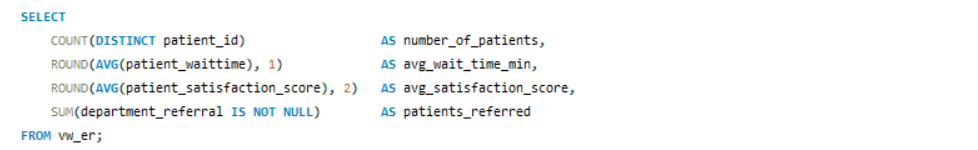 SELECT
    COUNT(DISTINCT patient_id)                 AS number_of_patients,
    ROUND(AVG(patient_waittime), 1)            AS avg_wait_time_min,
    ROUND(AVG(patient_satisfaction_score), 2)  AS avg_satisfaction_score,
    SUM(department_referral IS NOT NULL)       AS patients_referred
FROM vw_er;